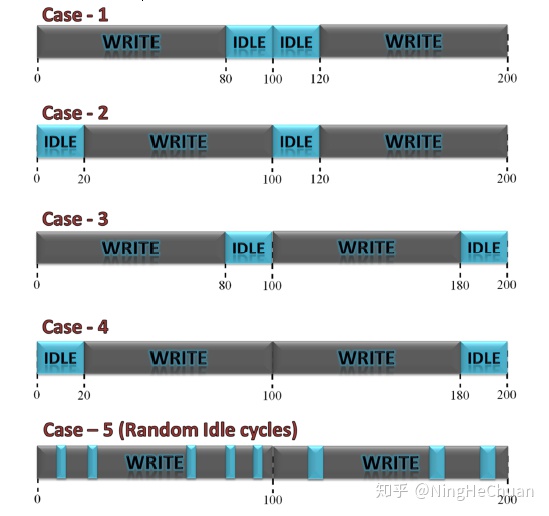 Case - 1
WRITE IDLE IDLE WRITE
0 80 100 120 200
Case - 2
IDLE WRITE IDLE WRITE
0 20 100 120 200
Case - 3
WRITE IDLE WRITE IDLE
0 80 100 180 200
Case - 4
IDLE WRITE WRITE IDLE
0 20 100 180 200
Case – 5 (Random Idle cycles)
WRITE WRITE
0 100 200
知乎 @NingHeChuan